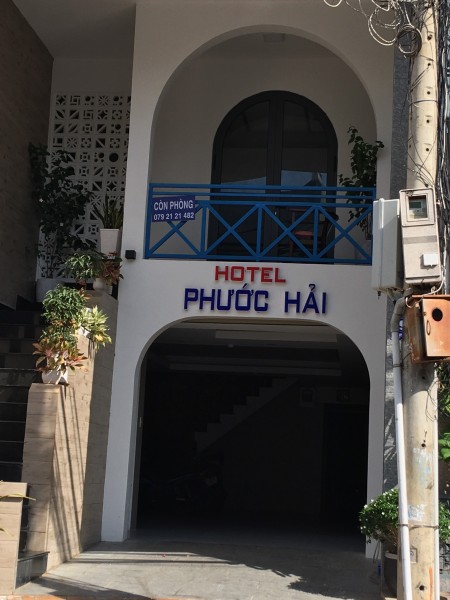 CÒN PHÒNG
079 21 21 482
HOTEL
PHƯỚC HẢI